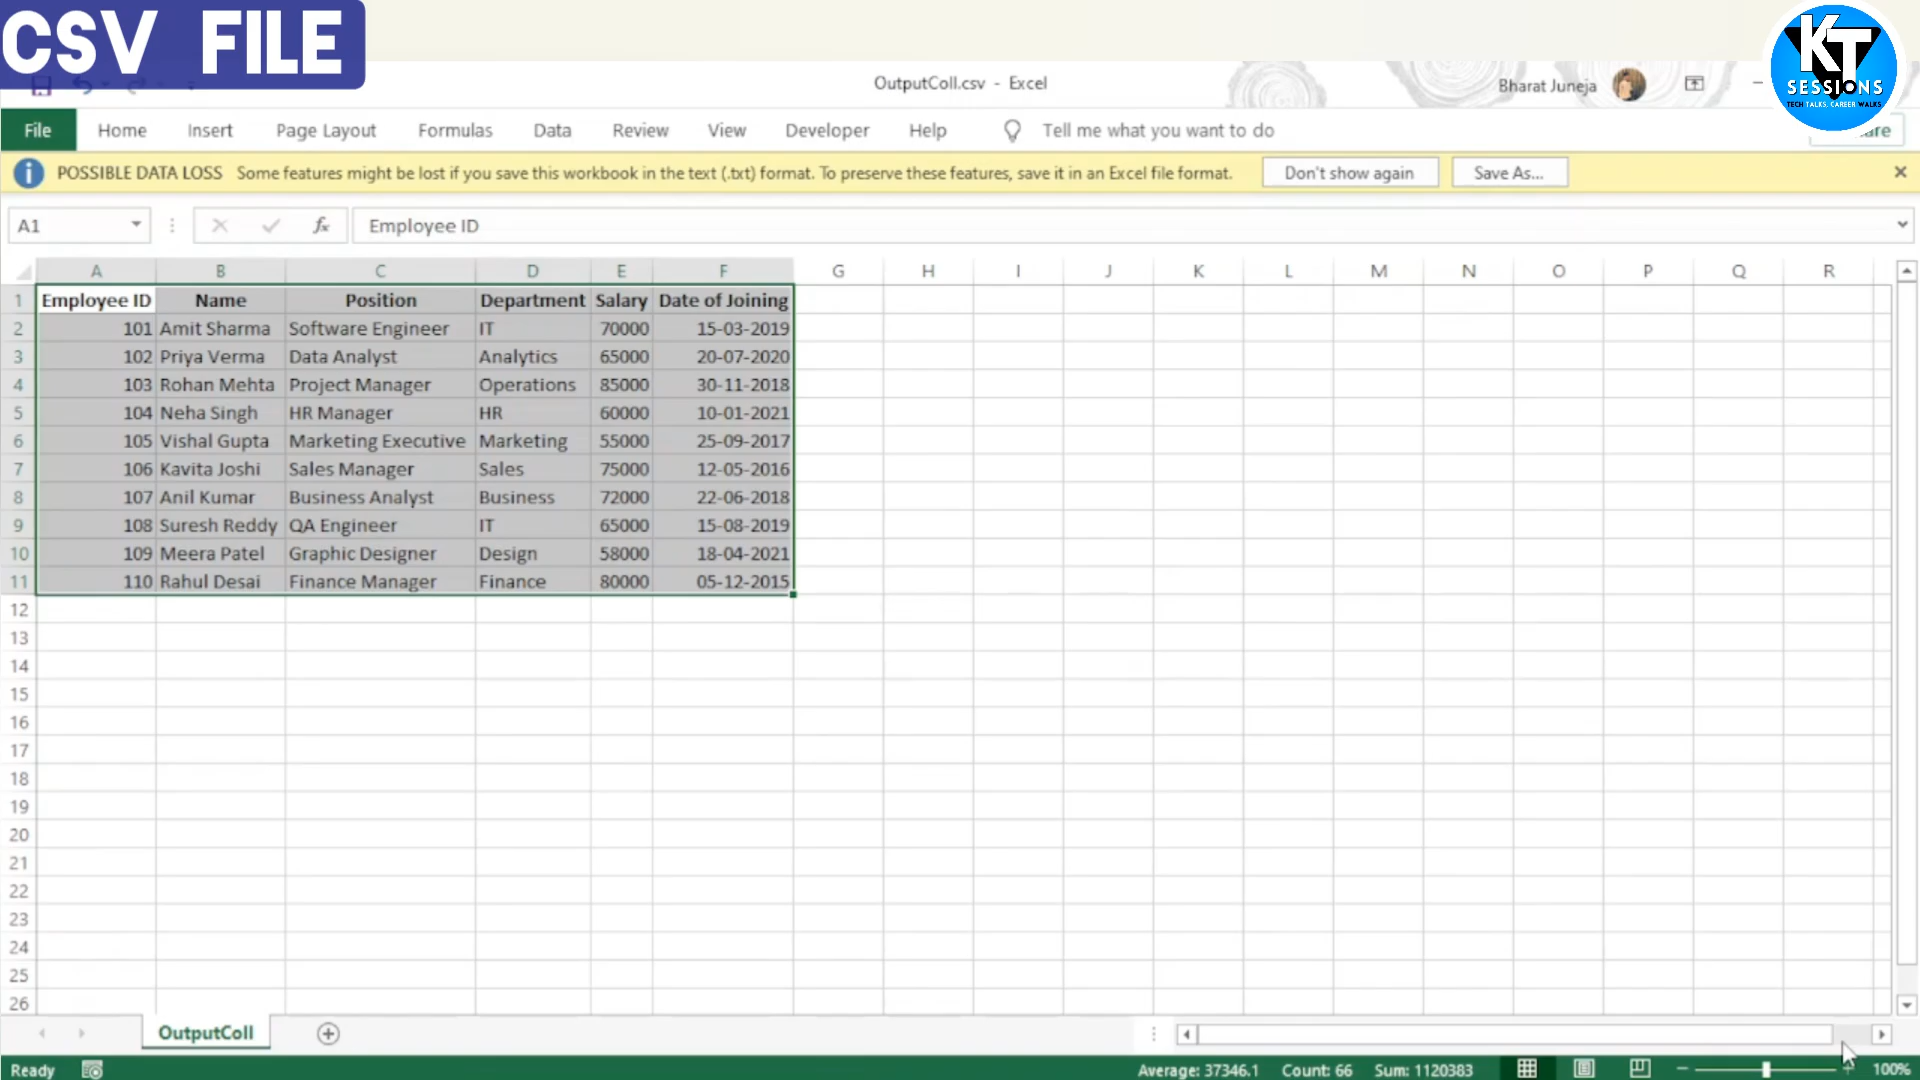 CSV FILE
KT
SESSIONS
TECH TALKS, CAREER WALKS
OutputColl.csv - Excel
Bharat Juneja
File Home Insert Page Layout Formulas Data Review View Developer Help Tell me what you want to do
POSSIBLE DATA LOSS Some features might be lost if you save this workbook in the text (.txt) format. To preserve these features, save it in an Excel file format. Don't show again Save As...
A1 fx Employee ID
A B C D E F G H I J K L M N O P Q R
1 Employee ID Name Position Department Salary Date of Joining
2 101 Amit Sharma Software Engineer IT 70000 15-03-2019
3 102 Priya Verma Data Analyst Analytics 65000 20-07-2020
4 103 Rohan Mehta Project Manager Operations 85000 30-11-2018
5 104 Neha Singh HR Manager HR 60000 10-01-2021
6 105 Vishal Gupta Marketing Executive Marketing 55000 25-09-2017
7 106 Kavita Joshi Sales Manager Sales 75000 12-05-2016
8 107 Anil Kumar Business Analyst Business 72000 22-06-2018
9 108 Suresh Reddy QA Engineer IT 65000 15-08-2019
10 109 Meera Patel Graphic Designer Design 58000 18-04-2021
11 110 Rahul Desai Finance Manager Finance 80000 05-12-2015
12
13
14
15
16
17
18
19
20
21
22
23
24
25
26
OutputColl
Ready Average: 37346.1 Count: 66 Sum: 1120383 100%